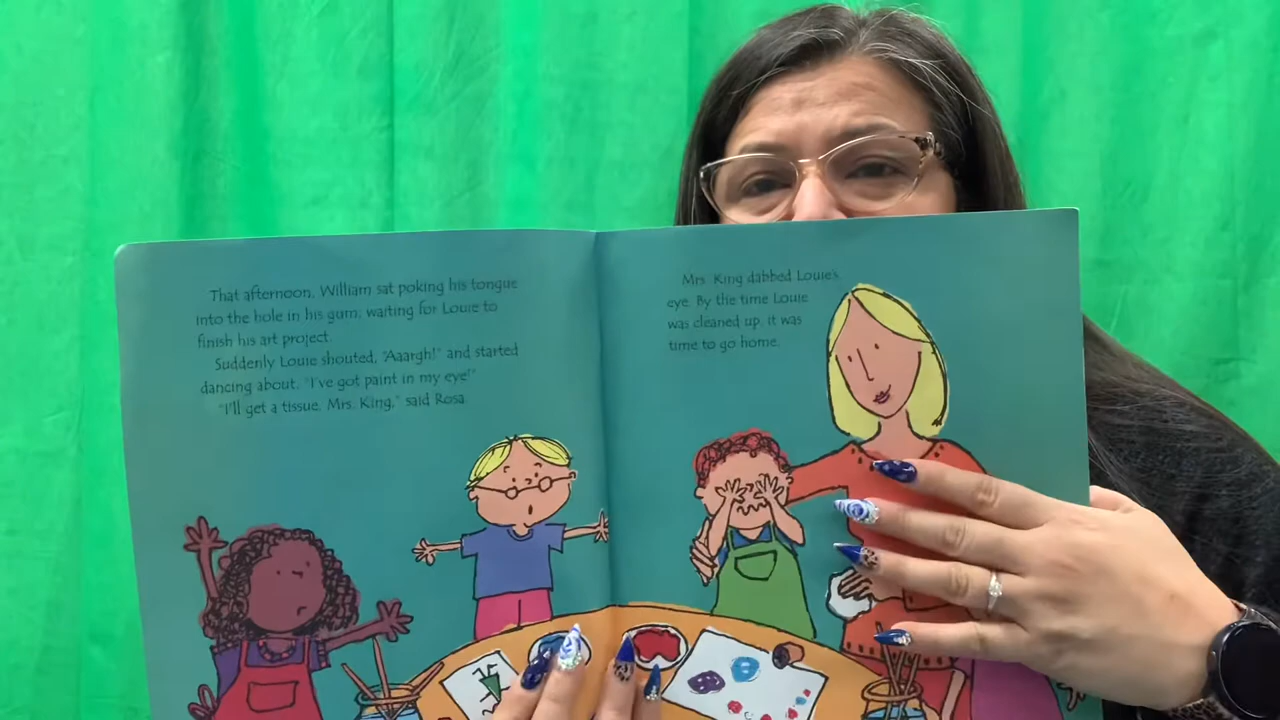 That afternoon, William sat poking his tongue
into the hole in his gum, waiting for Louie to
finish his art project.
Suddenly Louie shouted, "Aaargh!" and started
dancing about. "I've got paint in my eye!"
"I'll get a tissue, Mrs. King," said Rosa.
Mrs. King dabbed Louie's
eye. By the time Louie
was cleaned up, it was
time to go home.